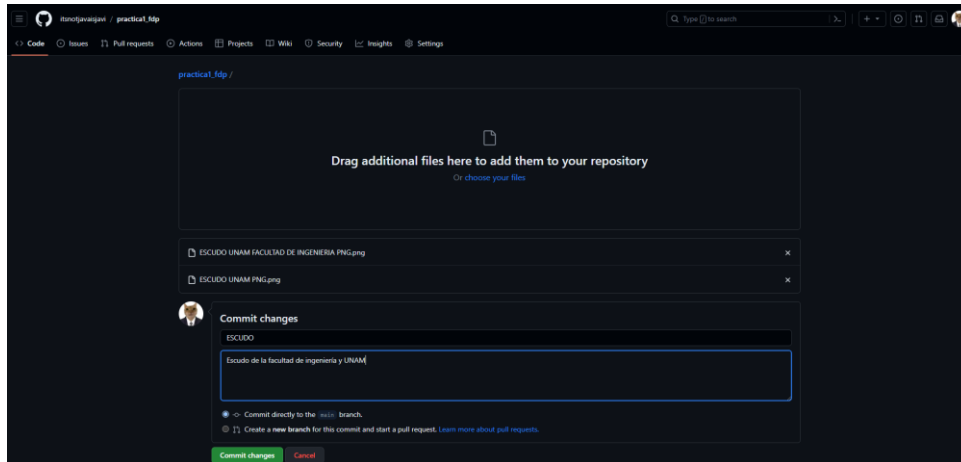 itsnotjavaisjavi / practica1_fdp
Type / to search
Code Issues Pull requests Actions Projects Wiki Security Insights Settings
practica1_fdp /
Drag additional files here to add them to your repository
Or choose your files
ESCUDO UNAM FACULTAD DE INGENIERIA PNG.png
ESCUDO UNAM PNG.png
Commit changes
ESCUDO
Escudo de la facultad de ingeniería y UNAM
Commit directly to the main branch.
Create a new branch for this commit and start a pull request. Learn more about pull requests.
Commit changes Cancel